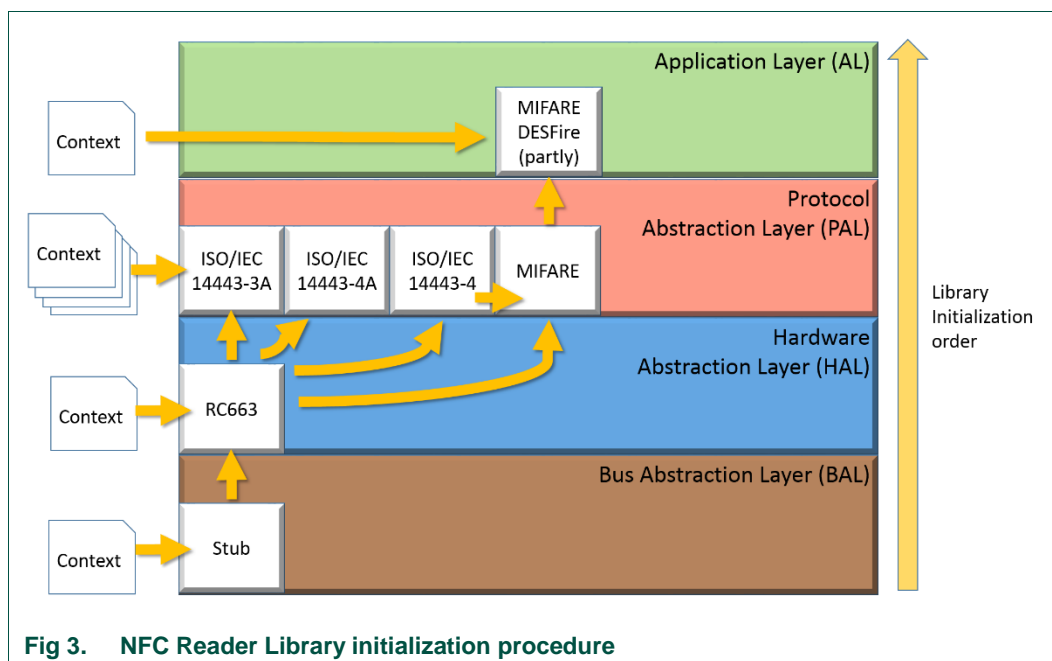 Application Layer (AL)
Context
MIFARE
DESFire
(partly)
Protocol
Abstraction Layer (PAL)
Context
ISO/IEC
14443-3A
ISO/IEC
14443-4A
ISO/IEC
14443-4
MIFARE
Library
Initialization
order
Hardware
Abstraction Layer (HAL)
Context
RC663
Bus Abstraction Layer (BAL)
Context
Stub
Fig 3. NFC Reader Library initialization procedure